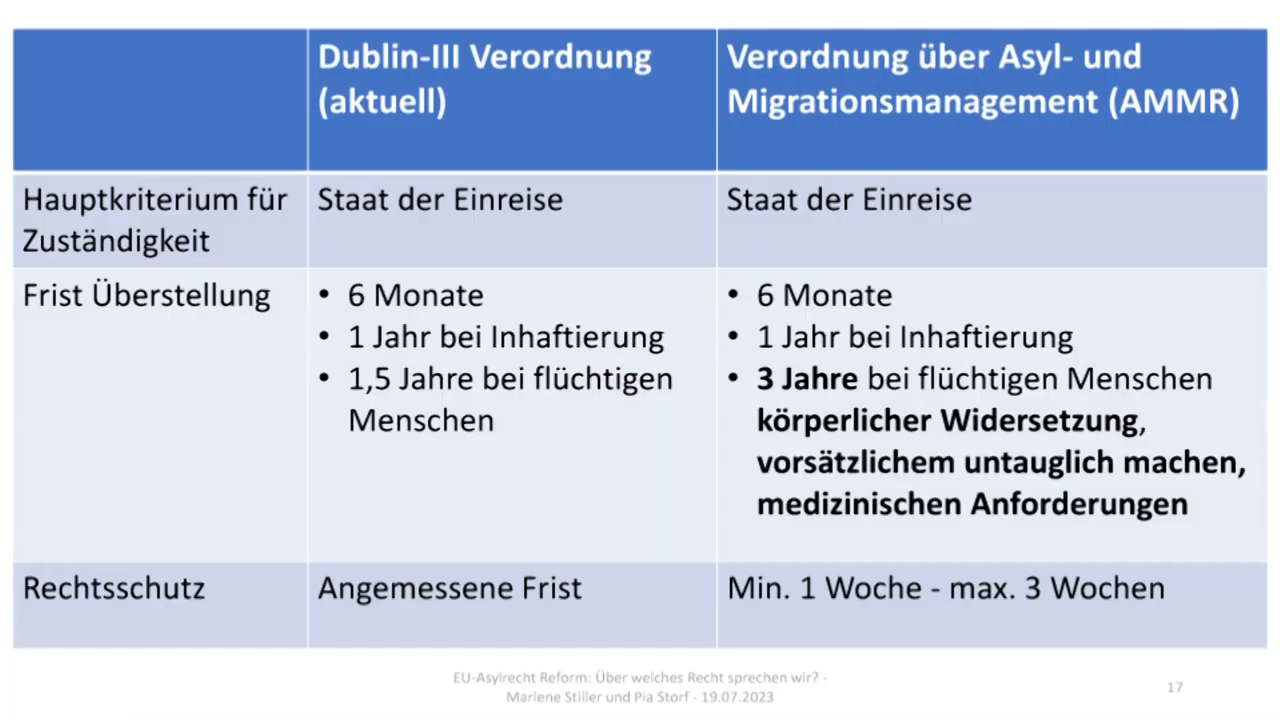 Dublin-III Verordnung
(aktuell)
Verordnung über Asyl- und
Migrationsmanagement (AMMR)
Hauptkriterium für
Zuständigkeit
Staat der Einreise
Staat der Einreise
Frist Überstellung
• 6 Monate
• 1 Jahr bei Inhaftierung
• 1,5 Jahre bei flüchtigen
Menschen
• 6 Monate
• 1 Jahr bei Inhaftierung
• 3 Jahre bei flüchtigen Menschen
körperlicher Widersetzung,
vorsätzlichem untauglich machen,
medizinischen Anforderungen
Rechtsschutz
Angemessene Frist
Min. 1 Woche - max. 3 Wochen
EU-Asylrecht Reform: Über welches Recht sprechen wir? -
Marlene Stiller und Pia Storf - 19.07.2023
17